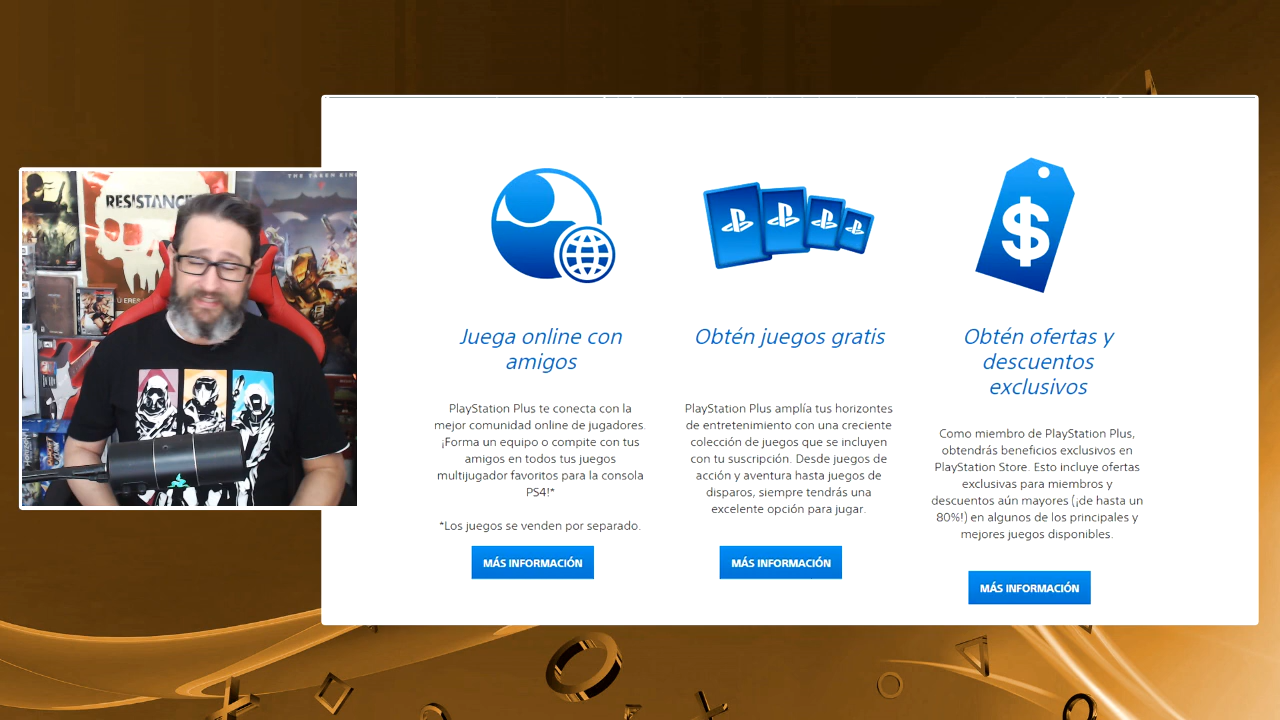 THE TAKEN KING
RESISTANCE
Juega online con
amigos
PlayStation Plus te conecta con la
mejor comunidad online de jugadores.
¡Forma un equipo o compite con tus
amigos en todos tus juegos
multijugador favoritos para la consola
PS4!*
*Los juegos se venden por separado.
MÁS INFORMACIÓN
Obtén juegos gratis
PlayStation Plus amplía tus horizontes
de entretenimiento con una creciente
colección de juegos que se incluyen
con tu suscripción. Desde juegos de
acción y aventura hasta juegos de
disparos, siempre tendrás una
excelente opción para jugar.
MÁS INFORMACIÓN
$
Obtén ofertas y
descuentos
exclusivos
Como miembro de PlayStation Plus,
obtendrás beneficios exclusivos en
PlayStation Store. Esto incluye ofertas
exclusivas para miembros y
descuentos aún mayores (¡de hasta un
80%!) en algunos de los principales y
mejores juegos disponibles.
MÁS INFORMACIÓN